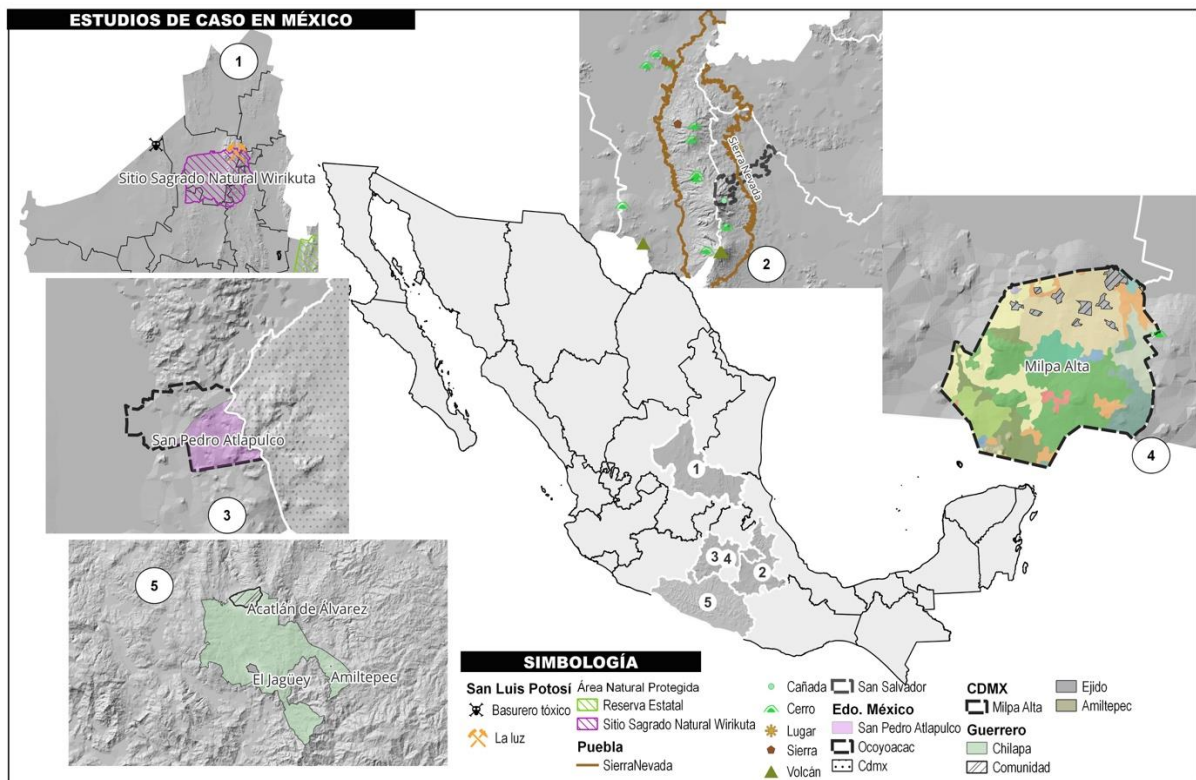 ESTUDIOS DE CASO EN MÉXICO
1
Sitio Sagrado Natural Wirikuta
Sierra Nevada
2
San Pedro Atlapulco
3
Milpa Alta
4
5
Acatlán de Álvarez
El Jagüey
Amiltepec
1
3
4
2
5
SIMBOLOGÍA
San Luis Potosí
Basurero tóxico
La luz
Área Natural Protegida
Reserva Estatal
Sitio Sagrado Natural Wirikuta
Puebla
SierraNevada
Cañada
Cerro
Lugar
Sierra
Volcán
San Salvador
Edo. México
San Pedro Atlapulco
Ocoyoacac
Cdmx
CDMX
Milpa Alta
Guerrero
Chilapa
Comunidad
Ejido
Amiltepec